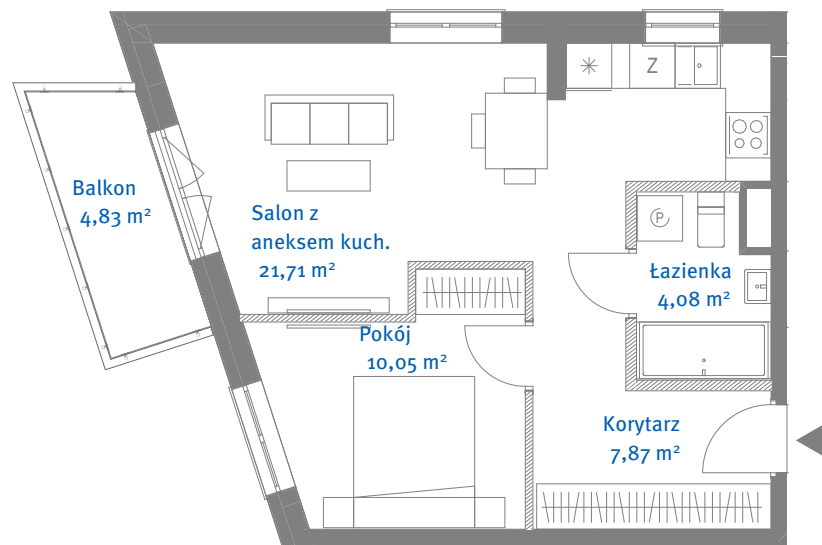 Balkon
4,83 m²
Salon z
aneksem kuch.
21,71 m²
Z
P
Łazienka
4,08 m²
Pokój
10,05 m²
Korytarz
7,87 m²